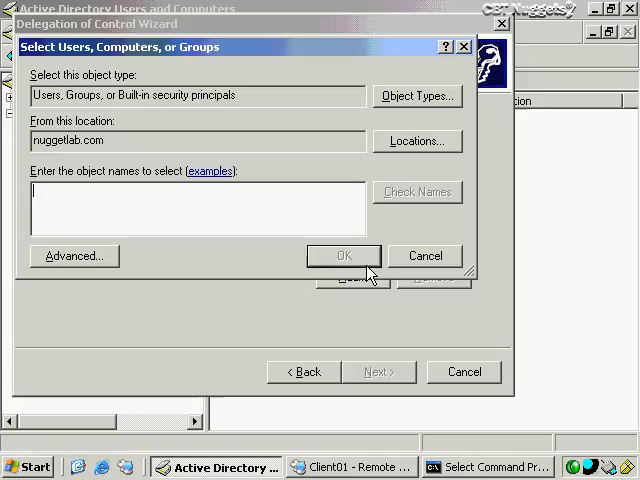 Active Directory Users and Computers
CBT Nuggets
Delegation of Control Wizard
Select Users, Computers, or Groups
Select this object type:
Users, Groups, or Built-in security principals
Object Types...
From this location:
nuggetlab.com
Locations...
Enter the object names to select (examples):
Check Names
Advanced...
OK
Cancel
< Back
Next >
Cancel
Start
Active Directory ...
Client01 - Remote ...
Select Command Pr...